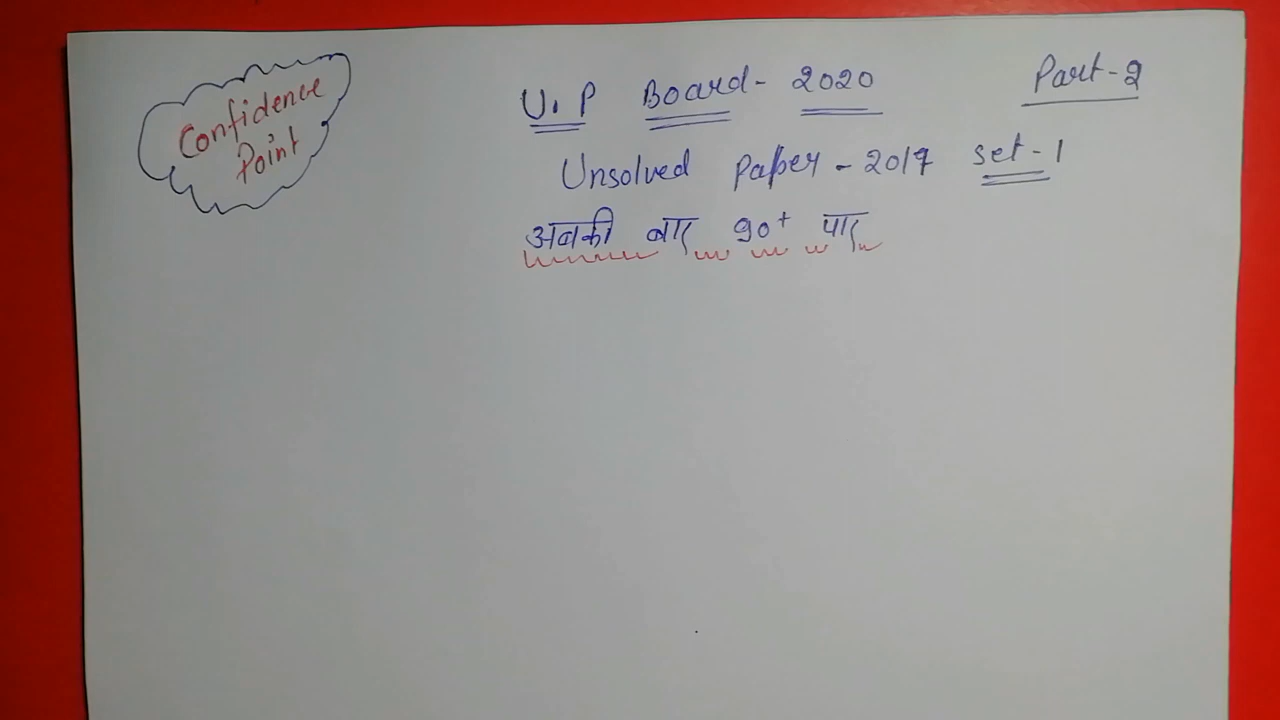 Confidence
Point
U.P Board - 2020
Part-2
Unsolved Paper - 2017 Set-1
अबकी बार 90+ पार